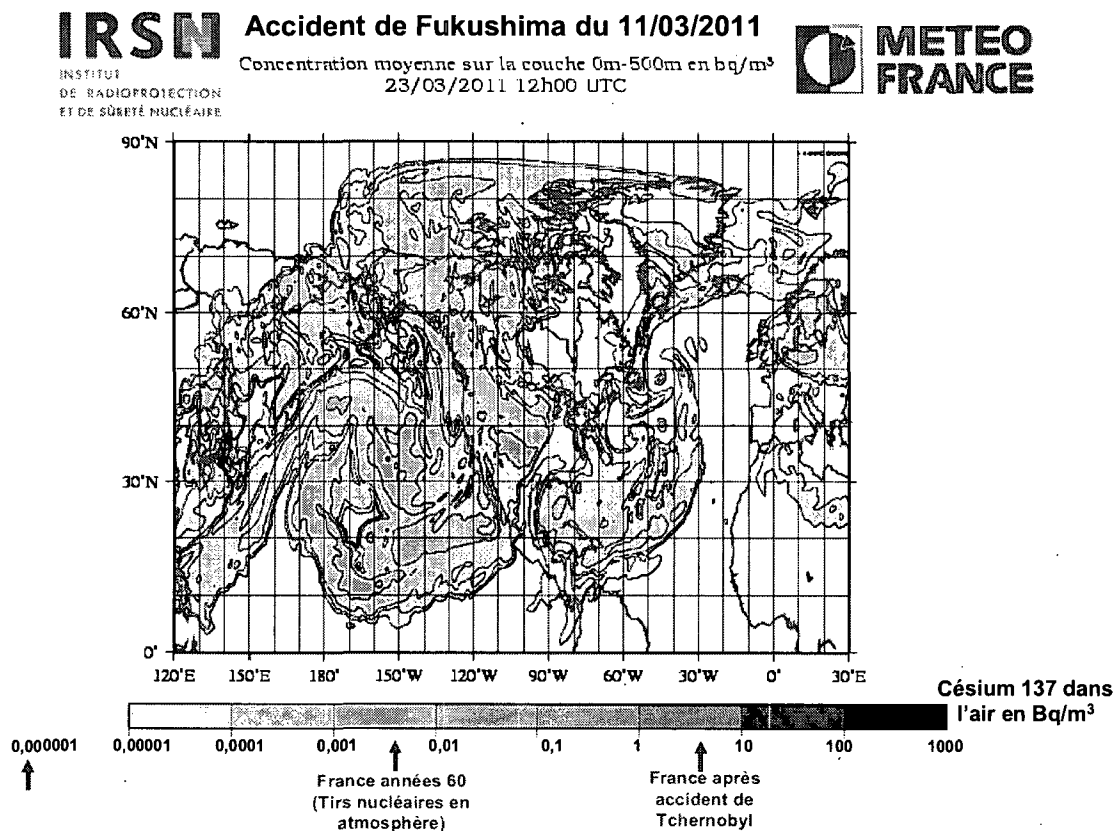 IRSN
INSTITUT
DE RADIOPROTECTION
ET DE SÛRETÉ NUCLÉAIRE
Accident de Fukushima du 11/03/2011
Concentration moyenne sur la couche 0m-500m en bq/m³
23/03/2011 12h00 UTC
METEO
FRANCE
90°N
60°N
30°N
0°
120°E 150°E 180° 150°W 120°W 90°W 60°W 30°W 0° 30°E
Césium 137 dans
l'air en Bq/m³
0,000001 0,00001 0,0001 0,001 0,01 0,1 1 10 100 1000
France années 60
(Tirs nucléaires en
atmosphère)
France après
accident de
Tchernobyl